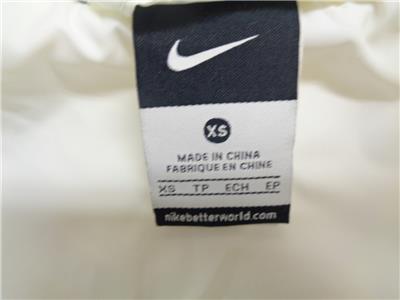 XS
MADE IN CHINA
FABRIQUE EN CHINE
XS TP ECH EP
nikebetterworld.com